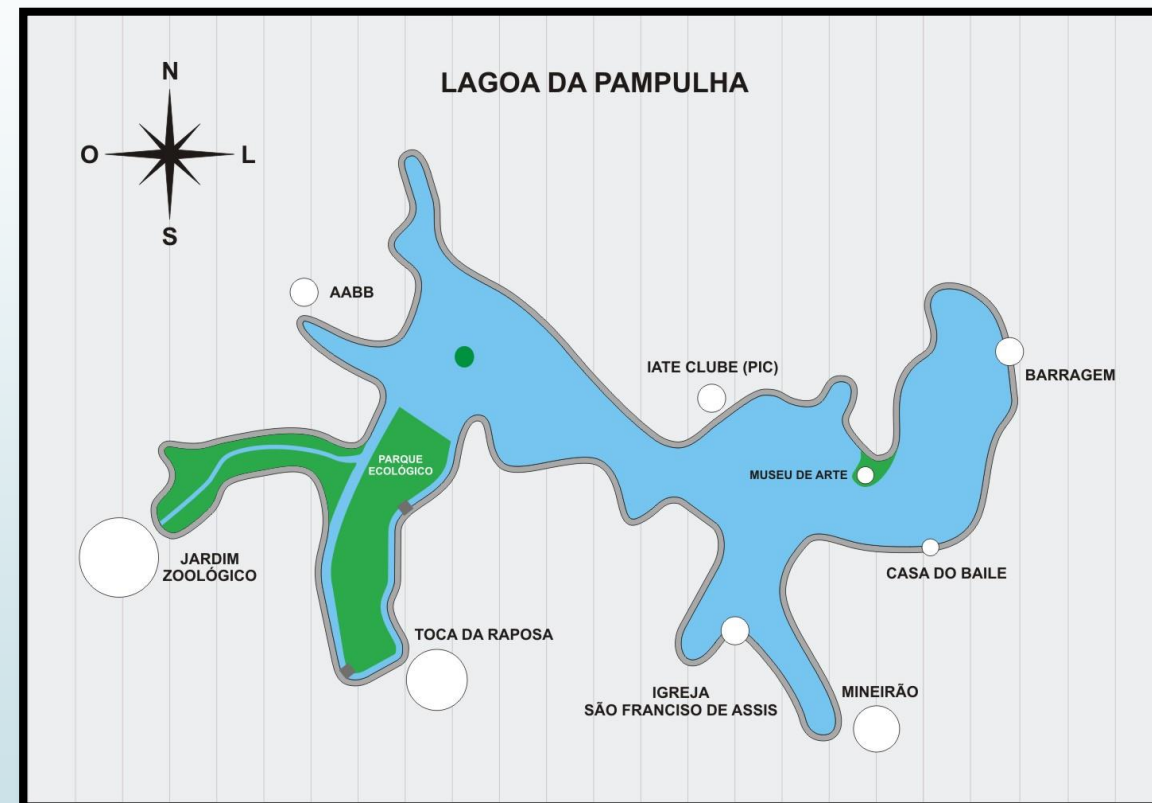 LAGOA DA PAMPULHA
N
O
L
S
AABB
IATE CLUBE (PIC)
BARRAGEM
PARQUE
ECOLÓGICO
MUSEU DE ARTE
JARDIM
ZOOLÓGICO
CASA DO BAILE
TOCA DA RAPOSA
IGREJA
SÃO FRANCISO DE ASSIS
MINEIRÃO